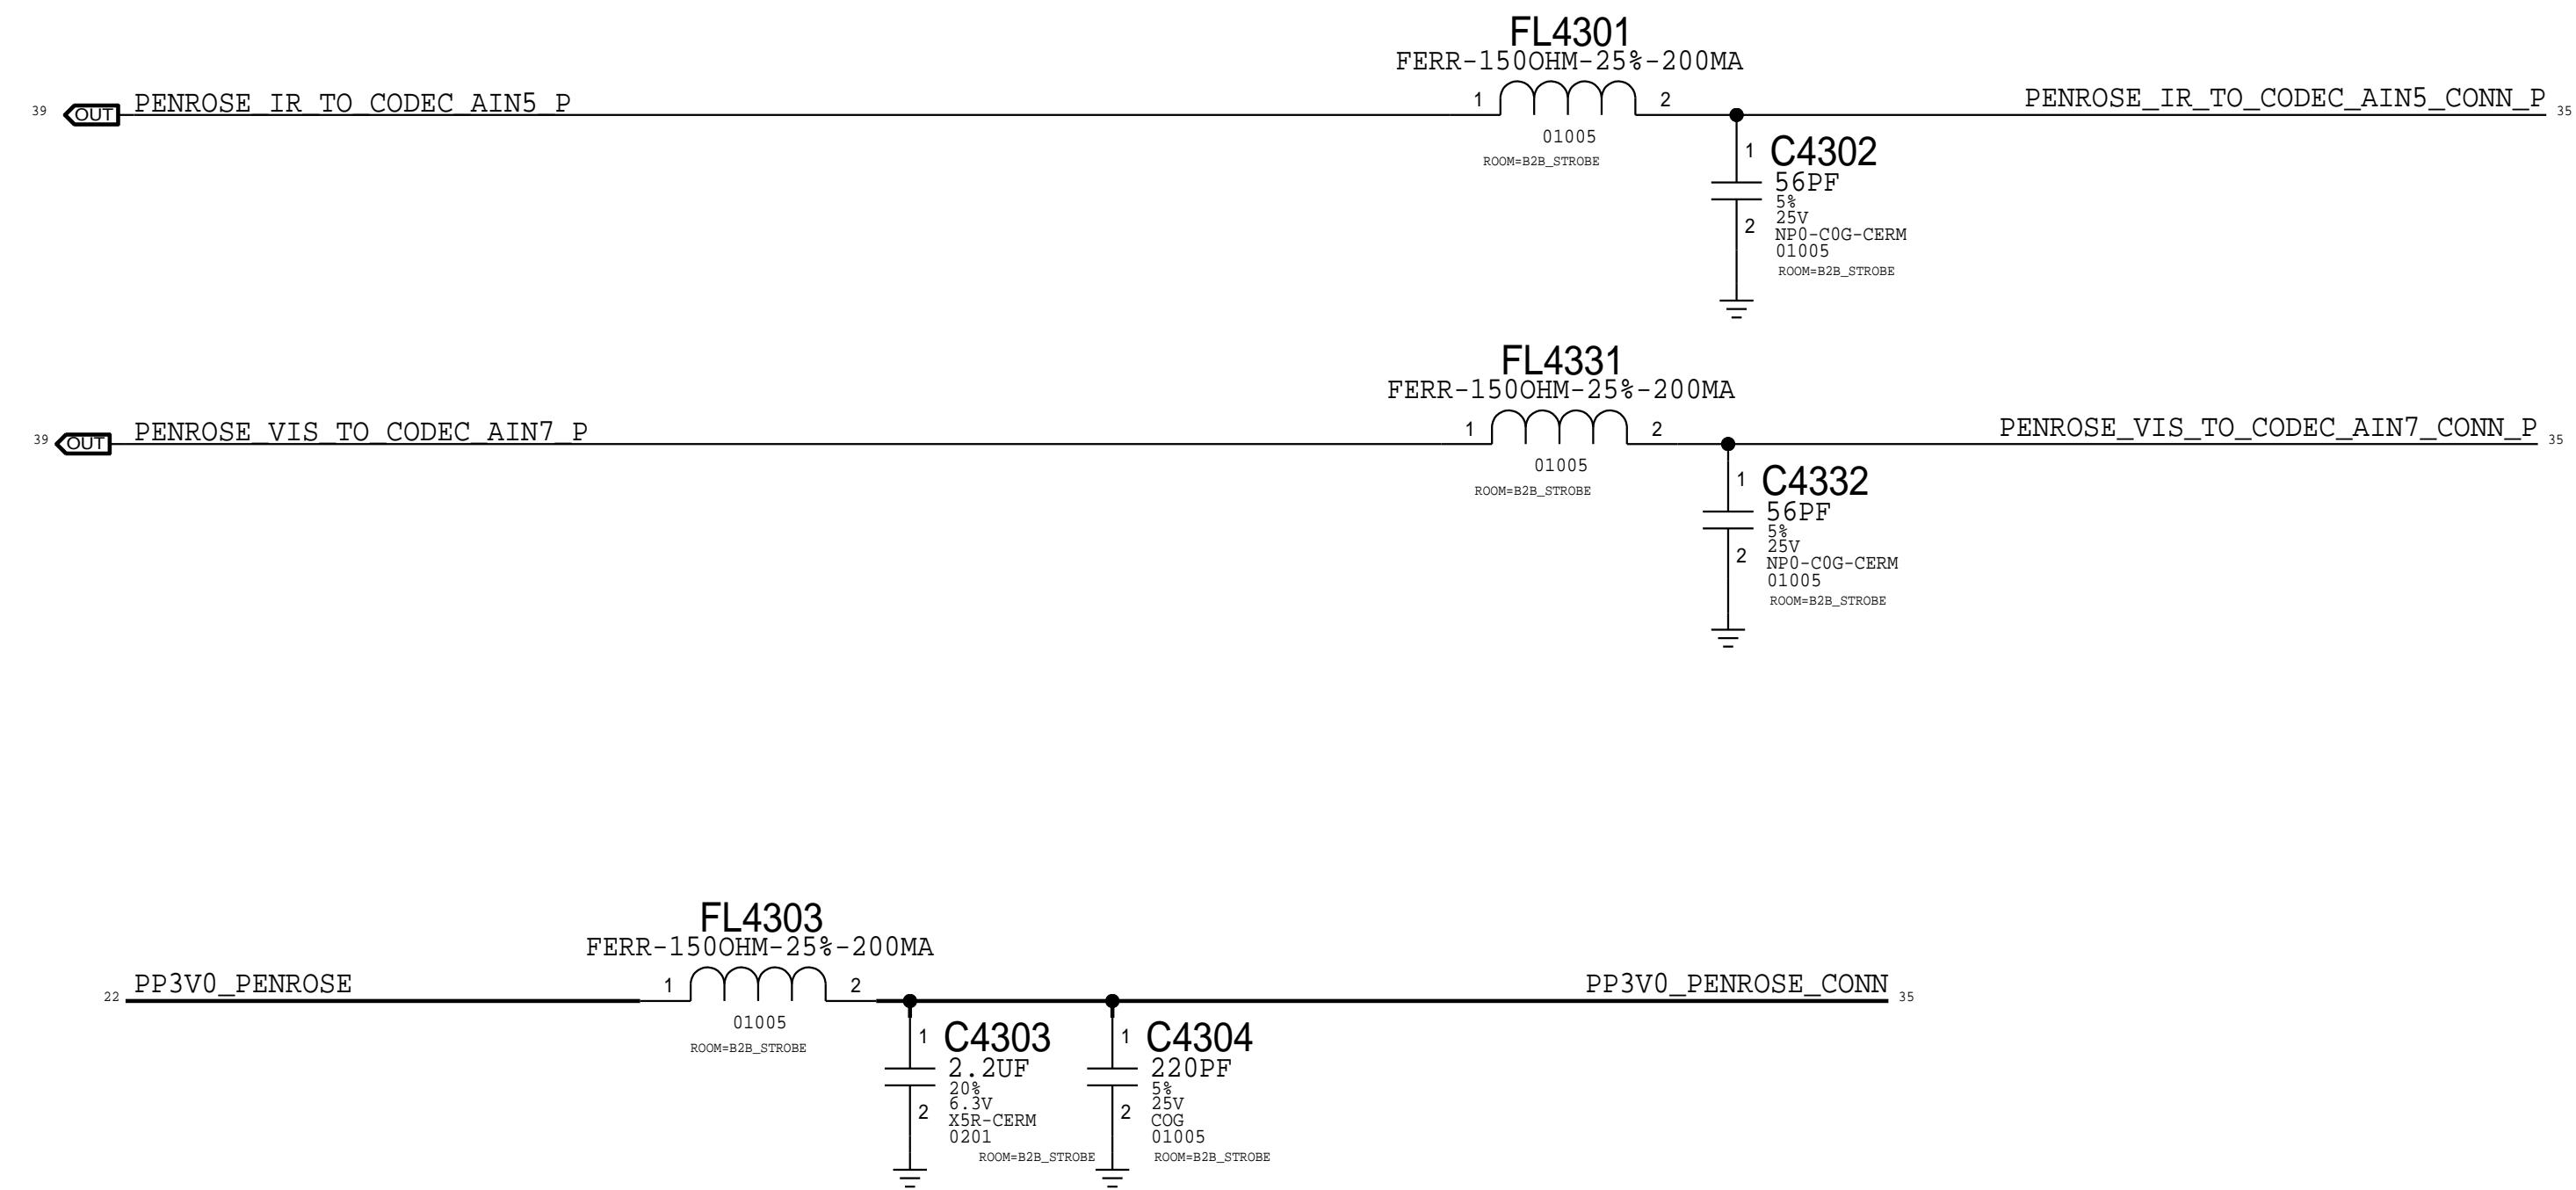 FL4301
FERR-150OHM-25%-200MA
39 OUT PENROSE_IR_TO_CODEC_AIN5_P 1 2 PENROSE_IR_TO_CODEC_AIN5_CONN_P 35
01005
ROOM=B2B_STROBE
1 C4302
56PF
5%
25V
2 NP0-C0G-CERM
01005
ROOM=B2B_STROBE
FL4331
FERR-150OHM-25%-200MA
39 OUT PENROSE_VIS_TO_CODEC_AIN7_P 1 2 PENROSE_VIS_TO_CODEC_AIN7_CONN_P 35
01005
ROOM=B2B_STROBE
1 C4332
56PF
5%
25V
2 NP0-C0G-CERM
01005
ROOM=B2B_STROBE
FL4303
FERR-150OHM-25%-200MA
22 PP3V0_PENROSE 1 2 PP3V0_PENROSE_CONN 35
01005
ROOM=B2B_STROBE
1 C4303
2.2UF
20%
6.3V
2 X5R-CERM
0201
ROOM=B2B_STROBE
1 C4304
220PF
5%
25V
2 COG
01005
ROOM=B2B_STROBE